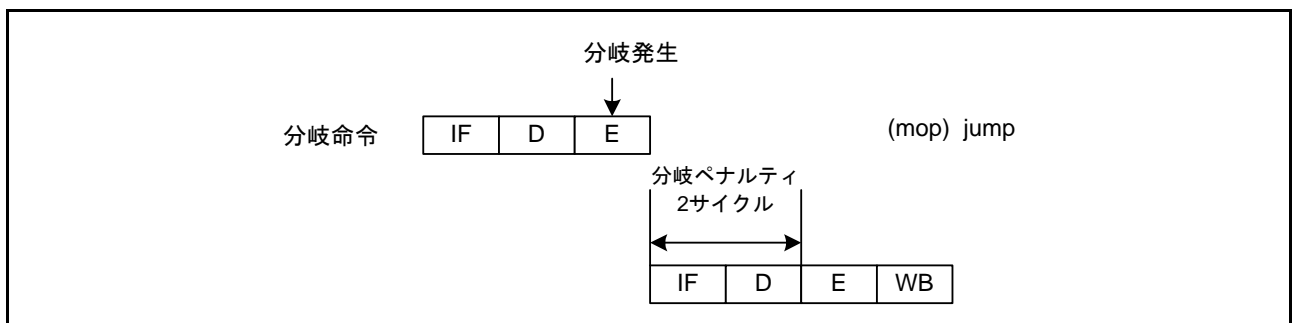 分岐発生
分岐命令 IF D E (mop) jump
分岐ペナルティ
2サイクル
IF D E WB